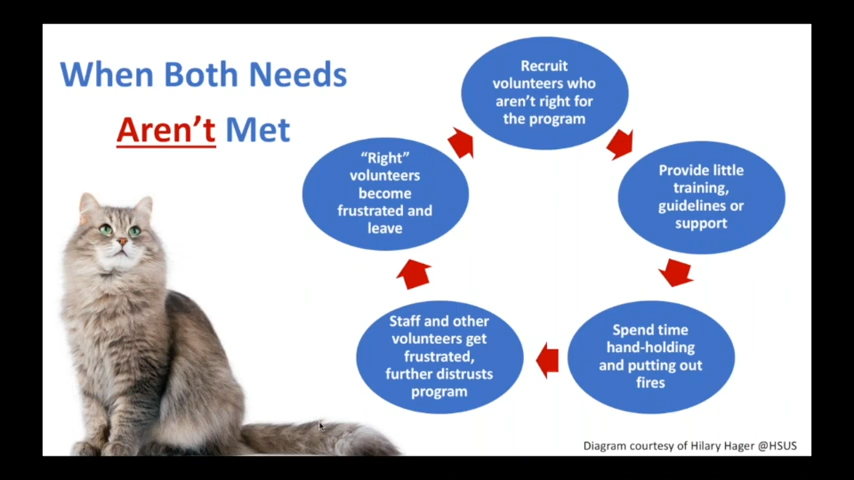 When Both Needs
Aren’t Met
Recruit
volunteers who
aren’t right for
the program
Provide little
training,
guidelines or
support
Spend time
hand-holding
and putting out
fires
Staff and other
volunteers get
frustrated,
further distrusts
program
“Right”
volunteers
become
frustrated and
leave
Diagram courtesy of Hilary Hager @HSUS